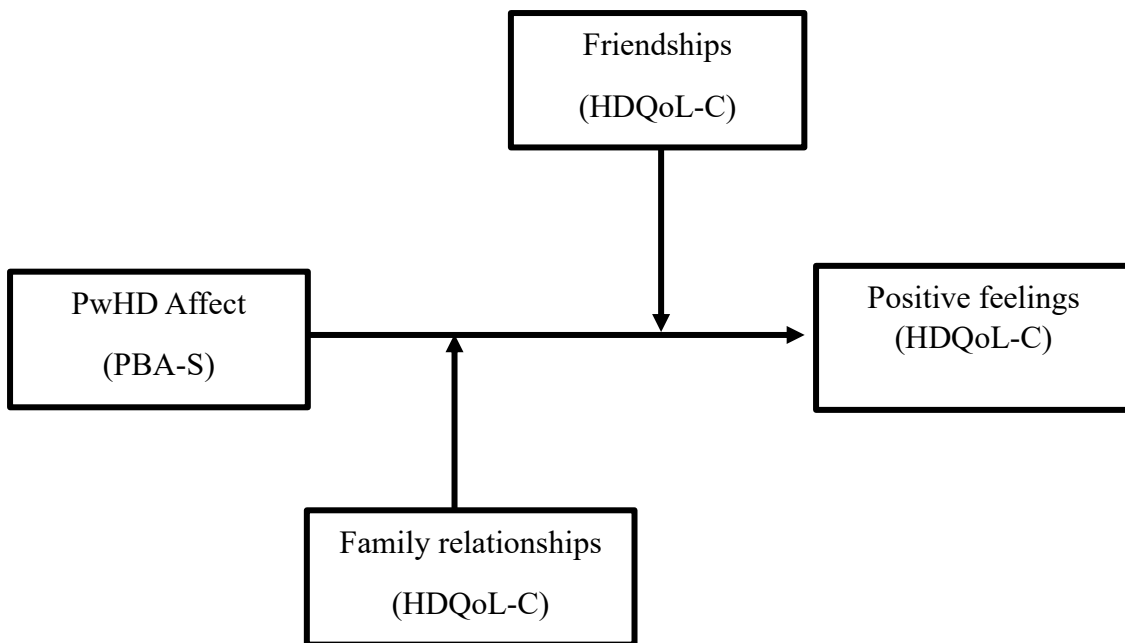 Friendships
(HDQoL-C)
PwHD Affect
(PBA-S)
Positive feelings
(HDQoL-C)
Family relationships
(HDQoL-C)